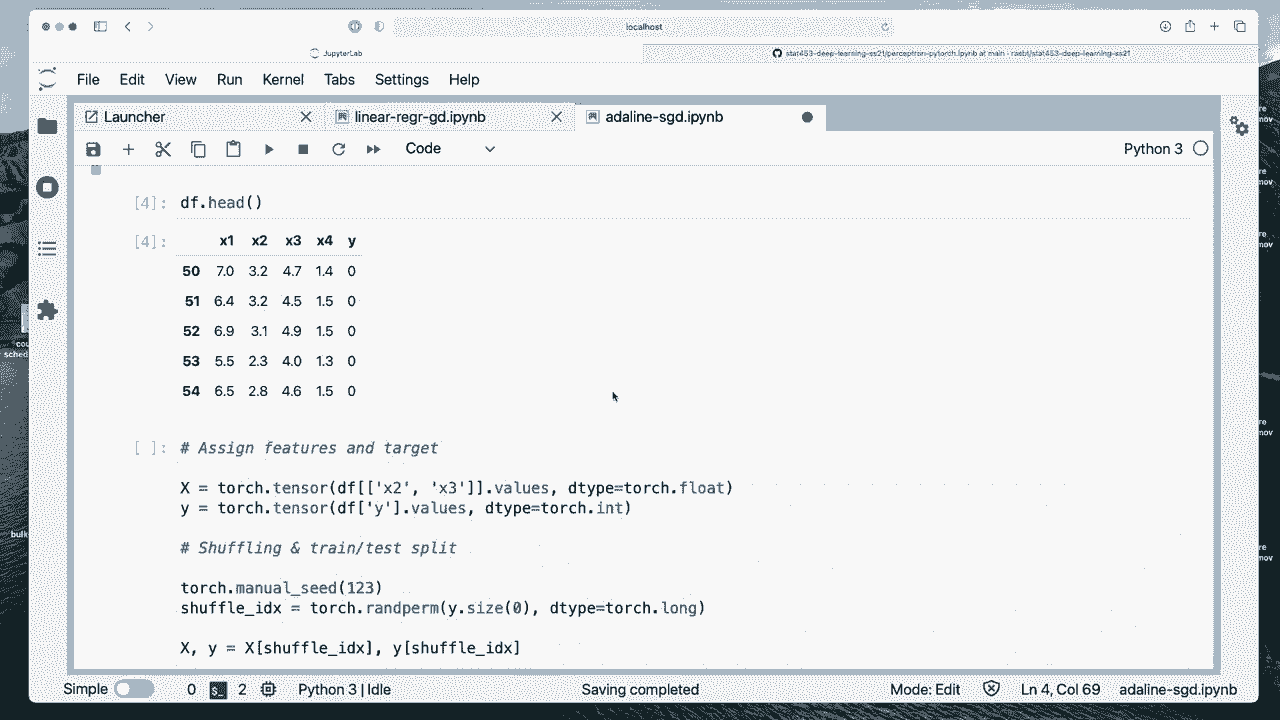 localhost
JupyterLab
stat453-deep-learning-ss21/perceptron-pytorch.ipynb at main · rasbt/stat453-deep-learning-ss21
File Edit View Run Kernel Tabs Settings Help
Launcher linear-regr-gd.ipynb adaline-sgd.ipynb
Code Python 3
[4]: df.head()
[4]: x1 x2 x3 x4 y
50 7.0 3.2 4.7 1.4 0
51 6.4 3.2 4.5 1.5 0
52 6.9 3.1 4.9 1.5 0
53 5.5 2.3 4.0 1.3 0
54 6.5 2.8 4.6 1.5 0
[ ]: # Assign features and target
X = torch.tensor(df[['x2', 'x3']].values, dtype=torch.float)
y = torch.tensor(df['y'].values, dtype=torch.int)
# Shuffling & train/test split
torch.manual_seed(123)
shuffle_idx = torch.randperm(y.size(0), dtype=torch.long)
X, y = X[shuffle_idx], y[shuffle_idx]
Simple 0 2 Python 3 | Idle Saving completed Mode: Edit Ln 4, Col 69 adaline-sgd.ipynb